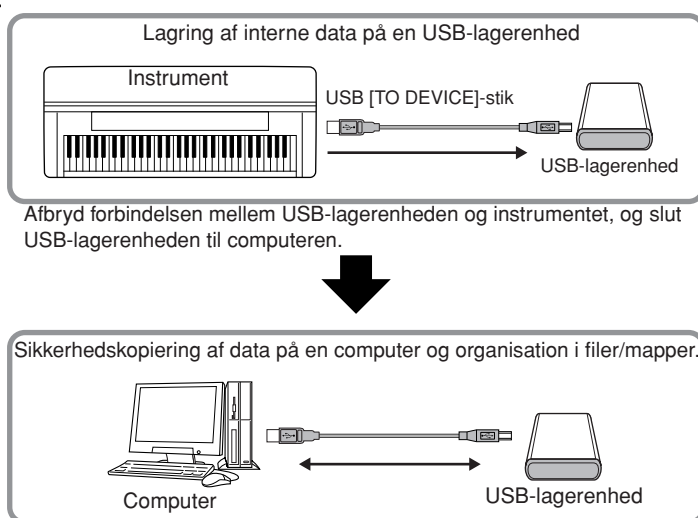 Lagring af interne data på en USB-lagerenhed
Instrument
USB [TO DEVICE]-stik
USB-lagerenhed
Afbryd forbindelsen mellem USB-lagerenheden og instrumentet, og slut
USB-lagerenheden til computeren.
Sikkerhedskopiering af data på en computer og organisation i filer/mapper.
Computer
USB-lagerenhed